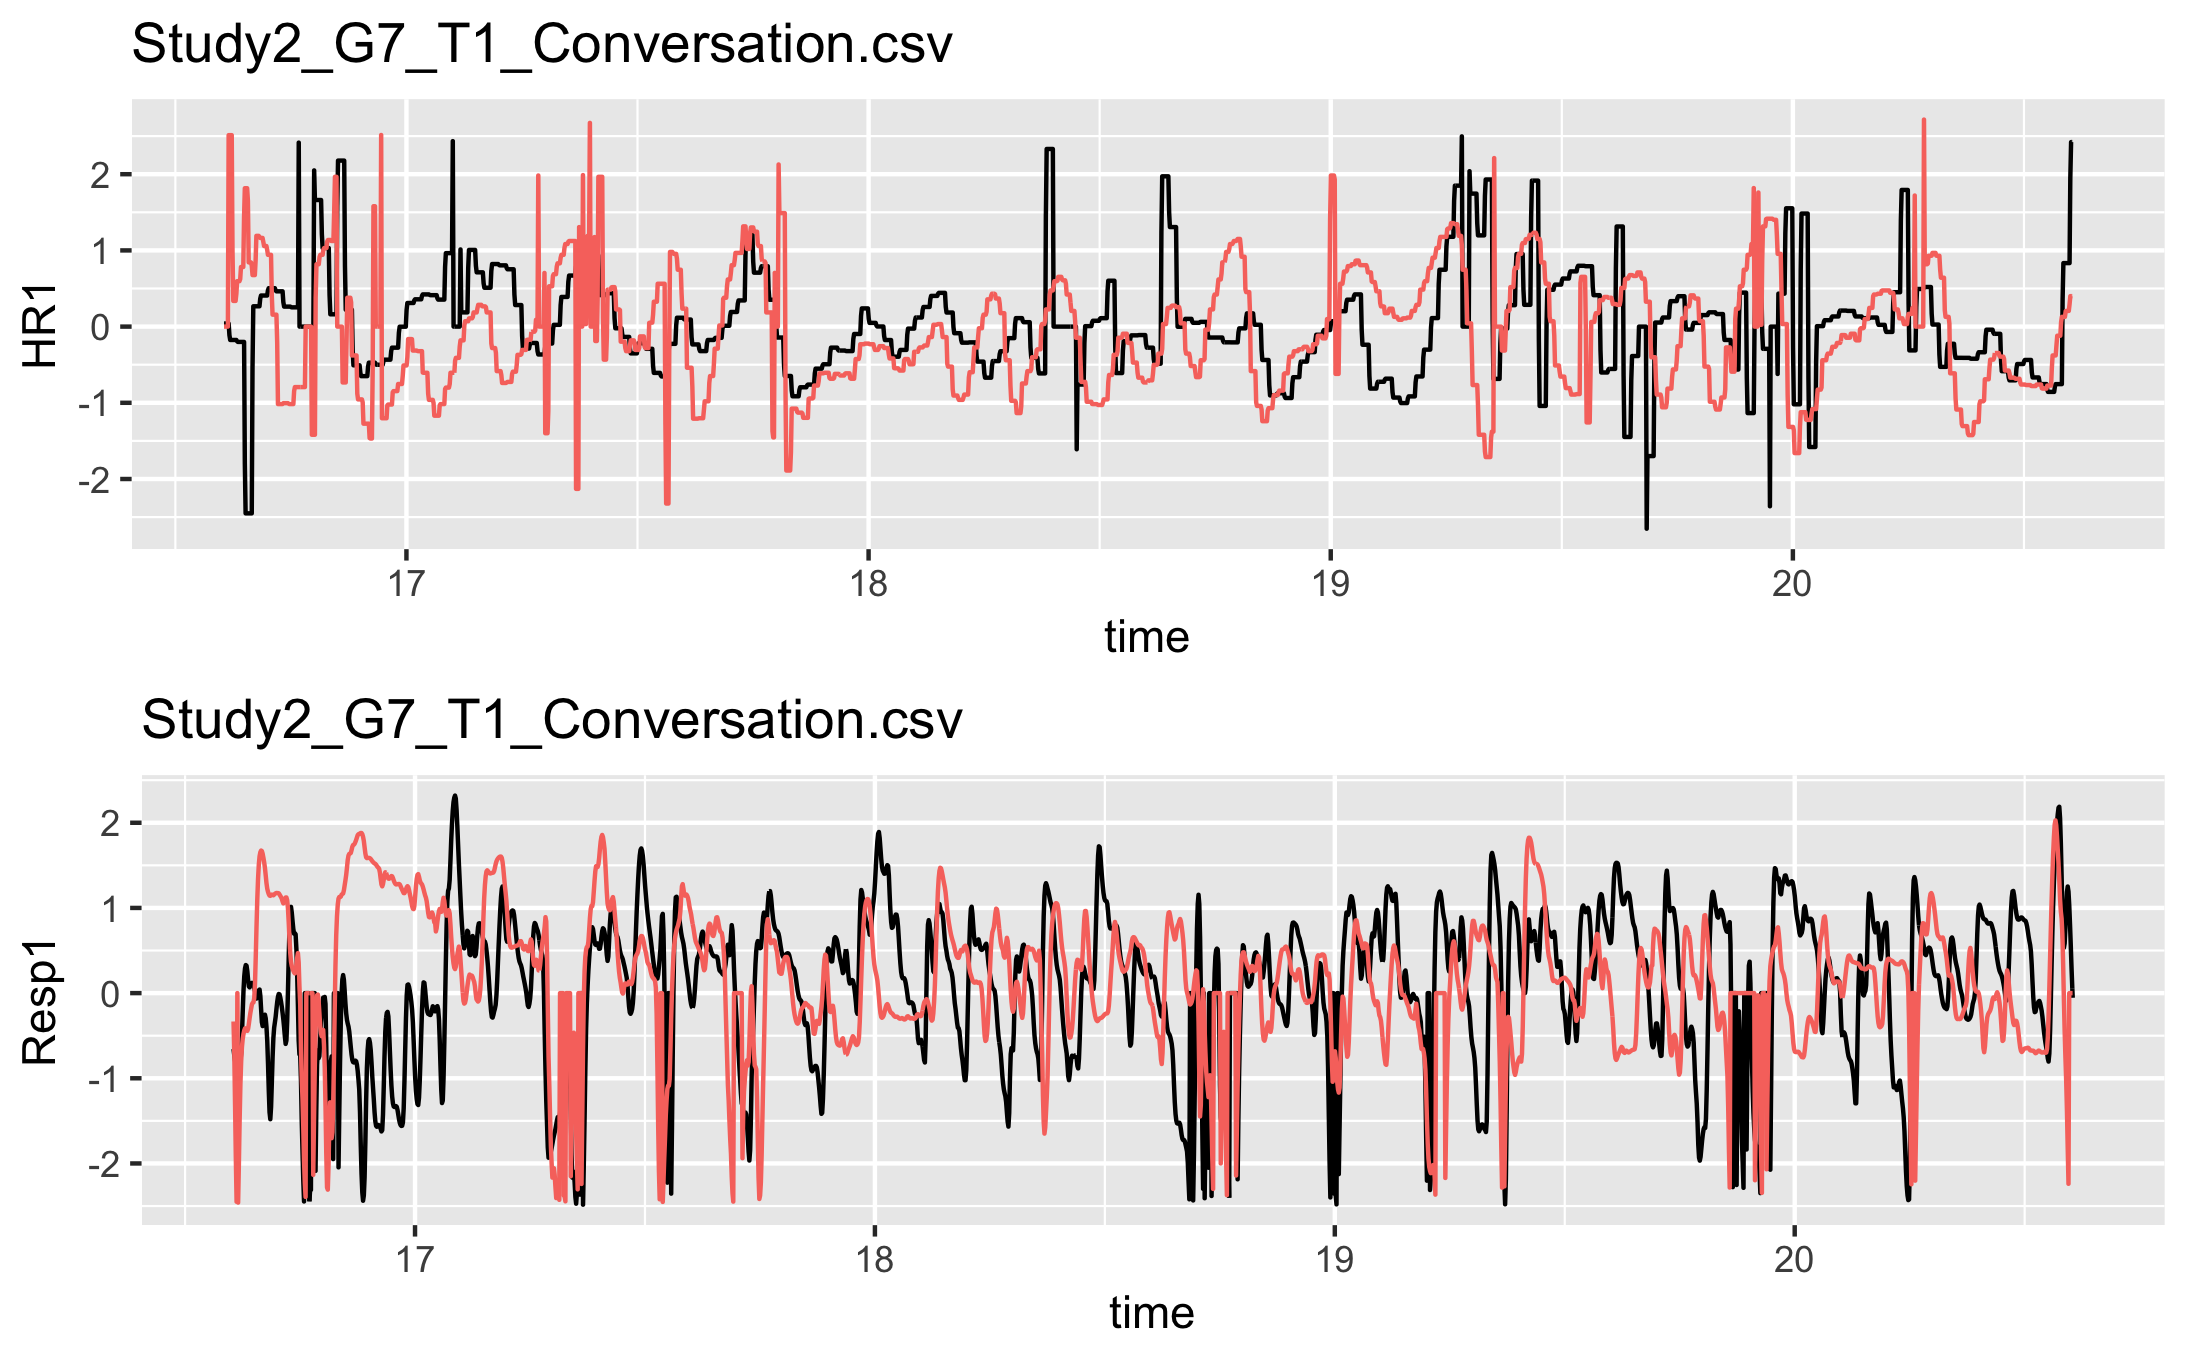 Study2_G7_T1_Conversation.csv
HR1
2
1
0
-1
-2
17 18 19 20
time
Study2_G7_T1_Conversation.csv
Resp1
2
1
0
-1
-2
17 18 19 20
time